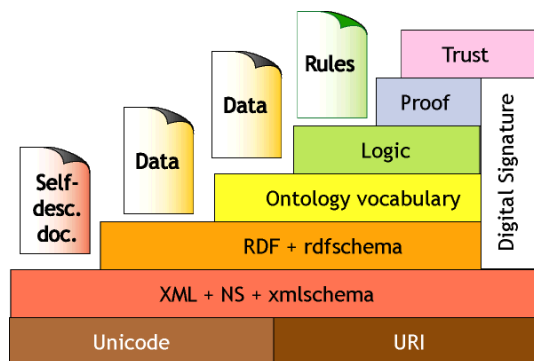 Rules
Trust
Data
Proof
Data
Logic
Self-
desc.
doc.
Ontology vocabulary
Digital Signature
RDF + rdfschema
XML + NS + xmlschema
Unicode
URI